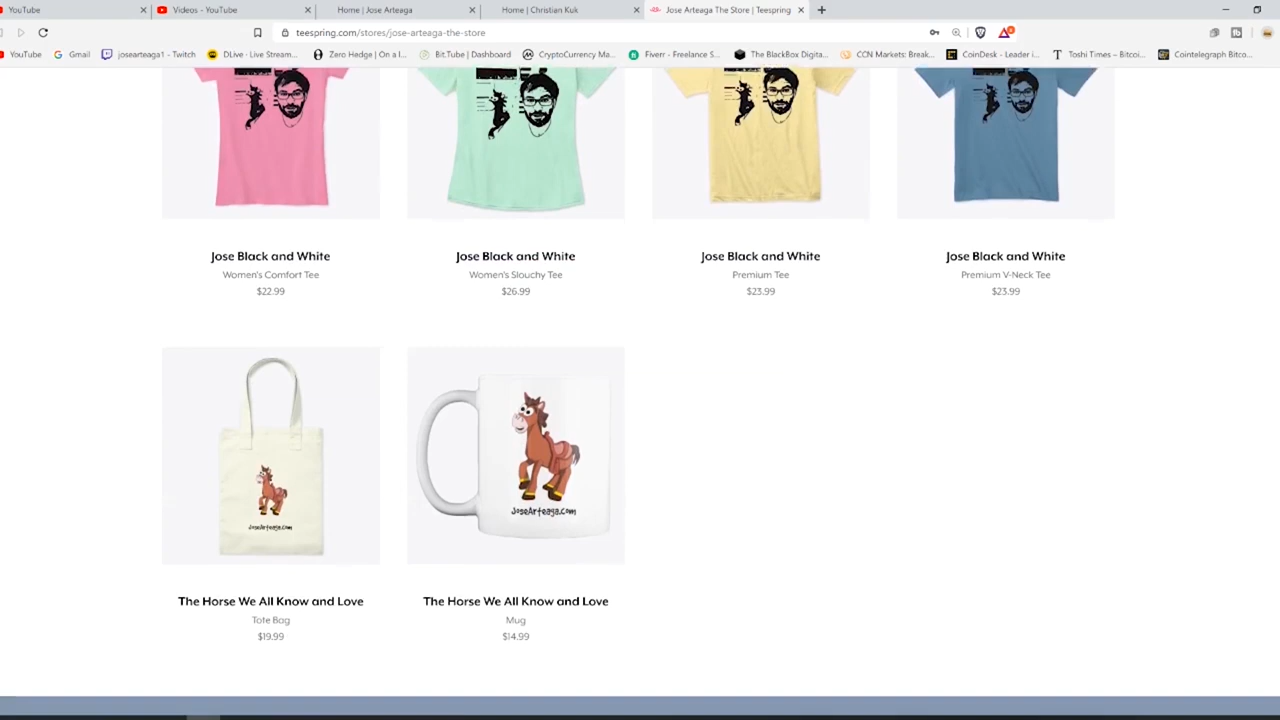 YouTube
Videos - YouTube
Home | Jose Arteaga
Home | Christian Kuk
Jose Arteaga The Store | Teespring
teespring.com/stores/jose-arteaga-the-store
YouTube
Gmail
josearteaga1 - Twitch
DLive · Live Stream...
Zero Hedge | On a l...
Bit.Tube | Dashboard
CryptoCurrency Ma...
Fiverr - Freelance S...
The BlackBox Digita...
CCN Markets: Break...
CoinDesk - Leader i...
Toshi Times – Bitcoi...
Cointelegraph Bitco...
Jose Black and White
Women's Comfort Tee
$22.99
Jose Black and White
Women's Slouchy Tee
$26.99
Jose Black and White
Premium Tee
$23.99
Jose Black and White
Premium V-Neck Tee
$23.99
JoseArteaga.com
The Horse We All Know and Love
Tote Bag
$19.99
JoseArteaga.com
The Horse We All Know and Love
Mug
$14.99